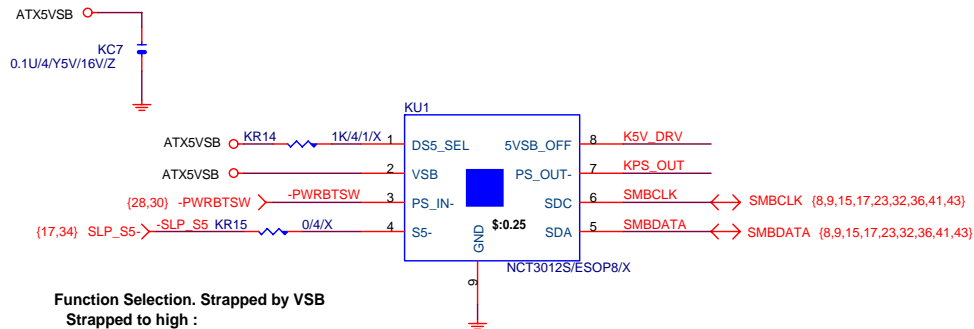 ATX5VSB
KC7
0.1U/4/Y5V/16V/Z
KU1
ATX5VSB KR14 1K/4/1/X 1 DS5_SEL 5VSB_OFF 8 K5V_DRV
ATX5VSB 2 VSB PS_OUT- 7 KPS_OUT
{28,30} -PWRBTSW -PWRBTSW 3 PS_IN- SDC 6 SMBCLK SMBCLK {8,9,15,17,23,32,36,41,43}
{17,34} SLP_S5- -SLP_S5 KR15 0/4/X 4 S5- SDA 5 SMBDATA SMBDATA {8,9,15,17,23,32,36,41,43}
$:0.25
GND
9
NCT3012S/ESOP8/X
Function Selection. Strapped by VSB
Strapped to high :